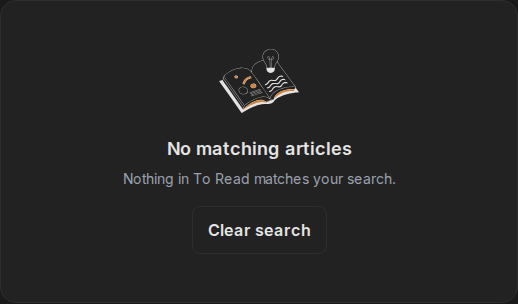 No matching articles
Nothing in To Read matches your search.
Clear search